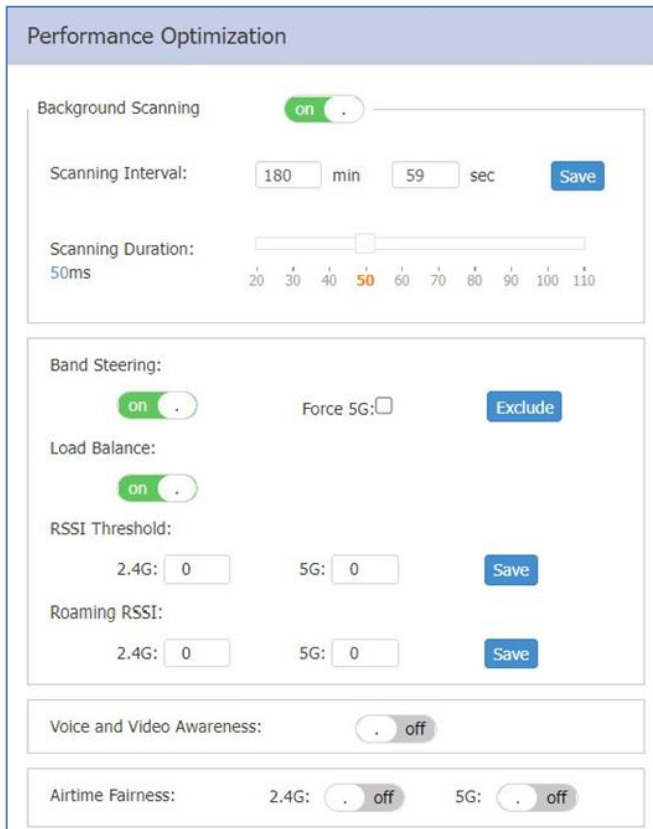 Performance Optimization
Background Scanning on .
Scanning Interval: 180 min 59 sec Save
Scanning Duration:
50ms
20 30 40 50 60 70 80 90 100 110
Band Steering:
on . Force 5G: Exclude
Load Balance:
on .
RSSI Threshold:
2.4G: 0 5G: 0 Save
Roaming RSSI:
2.4G: 0 5G: 0 Save
Voice and Video Awareness: . off
Airtime Fairness: 2.4G: . off 5G: . off